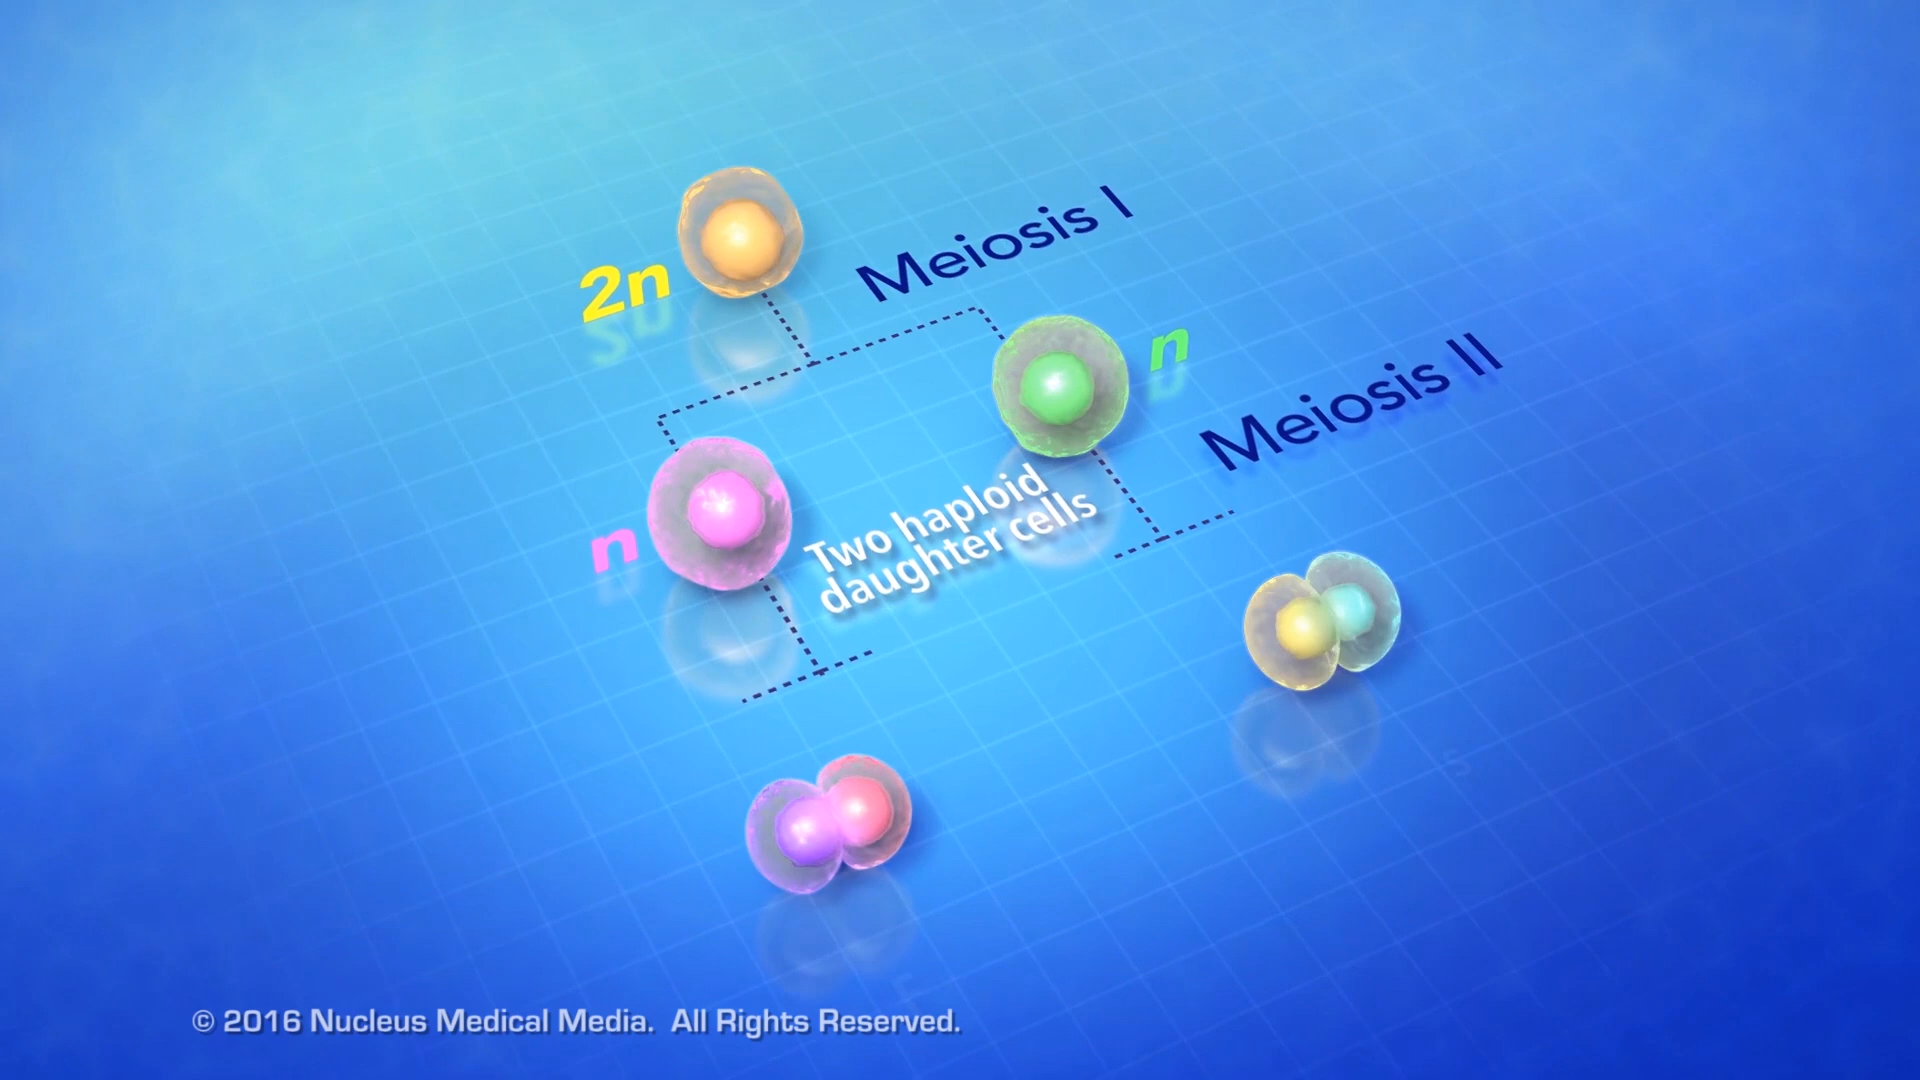 2n
Meiosis I
n
Meiosis II
n
Two haploid
daughter cells
© 2016 Nucleus Medical Media. All Rights Reserved.